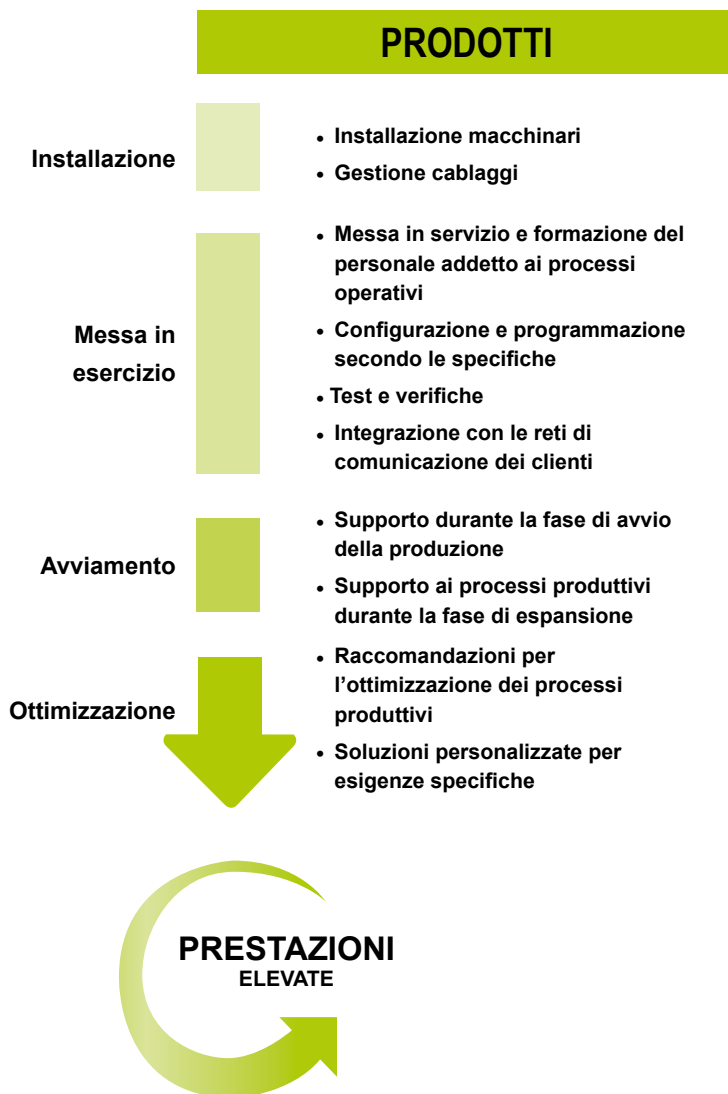 PRODOTTI
Installazione
• Installazione macchinari
• Gestione cablaggi
Messa in
esercizio
• Messa in servizio e formazione del
personale addetto ai processi
operativi
• Configurazione e programmazione
secondo le specifiche
• Test e verifiche
• Integrazione con le reti di
comunicazione dei clienti
Avviamento
• Supporto durante la fase di avvio
della produzione
• Supporto ai processi produttivi
durante la fase di espansione
Ottimizzazione
• Raccomandazioni per
l’ottimizzazione dei processi
produttivi
• Soluzioni personalizzate per
esigenze specifiche
PRESTAZIONI
ELEVATE